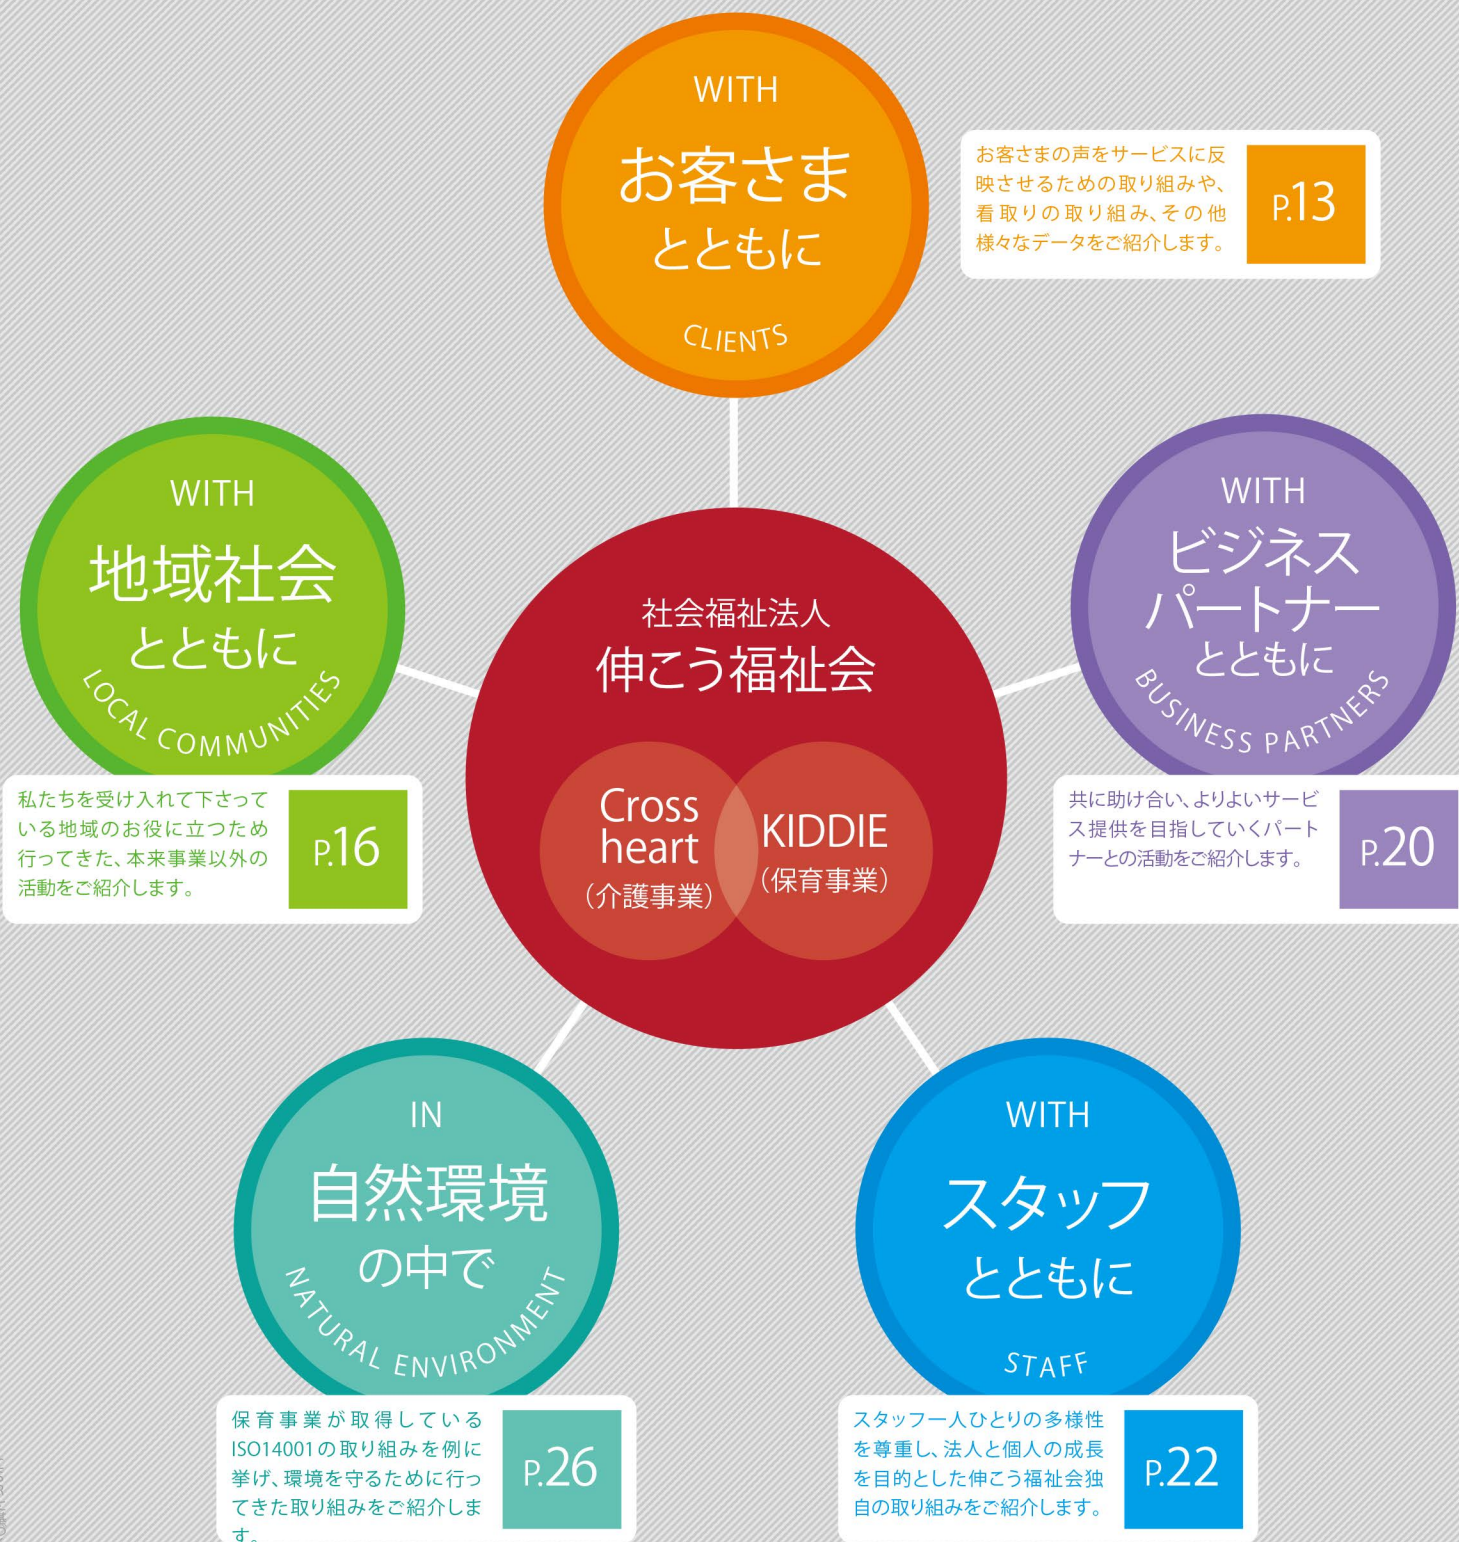 WITH
お客さま
とともに
CLIENTS
お客さまの声をサービスに反
映させるための取り組みや、
看取りの取り組み、その他
様々なデータをご紹介します。
P.13
WITH
地域社会
とともに
LOCAL COMMUNITIES
私たちを受け入れて下さって
いる地域のお役に立つため
行ってきた、本来事業以外の
活動をご紹介します。
P.16
社会福祉法人
伸こう福祉会
Cross
heart
（介護事業）
KIDDIE
（保育事業）
WITH
ビジネス
パートナー
とともに
BUSINESS PARTNERS
共に助け合い、よりよいサービ
ス提供を目指していくパート
ナーとの活動をご紹介します。
P.20
IN
自然環境
の中で
NATURAL ENVIRONMENT
保育事業が取得している
ISO14001の取り組みを例に
挙げ、環境を守るために行っ
てきた取り組みをご紹介しま
す。
P.26
WITH
スタッフ
とともに
STAFF
スタッフ一人ひとりの多様性
を尊重し、法人と個人の成長
を目的とした伸こう福祉会独
自の取り組みをご紹介します。
P.22